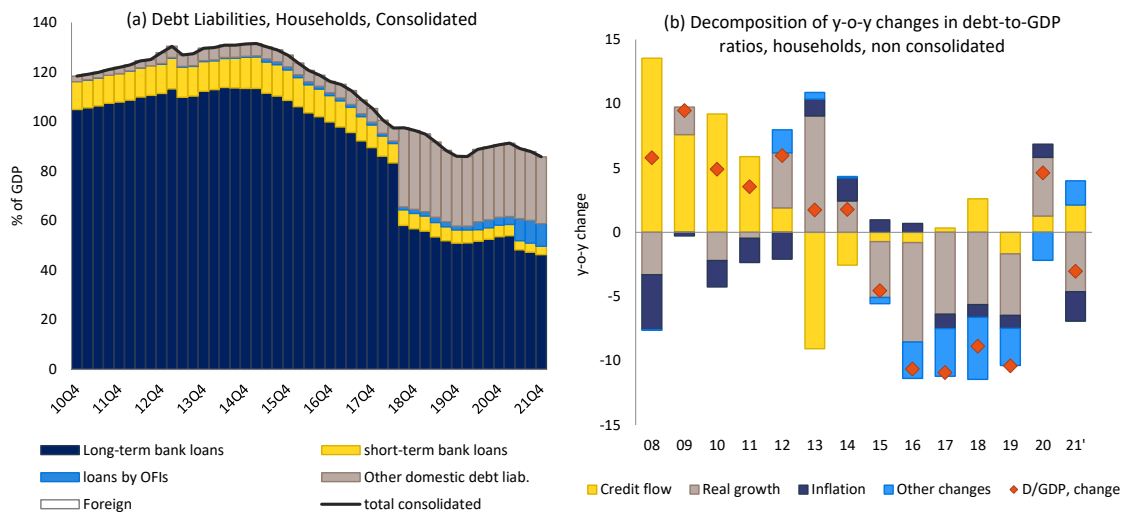 (a) Debt Liabilities, Households, Consolidated
140
120
100
80
60
40
20
0
% of GDP
10Q4 11Q4 12Q4 13Q4 14Q4 15Q4 16Q4 17Q4 18Q4 19Q4 20Q4 21Q4
Long-term bank loans short-term bank loans
loans by OFIs Other domestic debt liab.
Foreign total consolidated
(b) Decomposition of y-o-y changes in debt-to-GDP
ratios, households, non consolidated
15
10
5
0
-5
-10
-15
y-o-y change
08 09 10 11 12 13 14 15 16 17 18 19 20 21'
Credit flow Real growth Inflation Other changes D/GDP, change